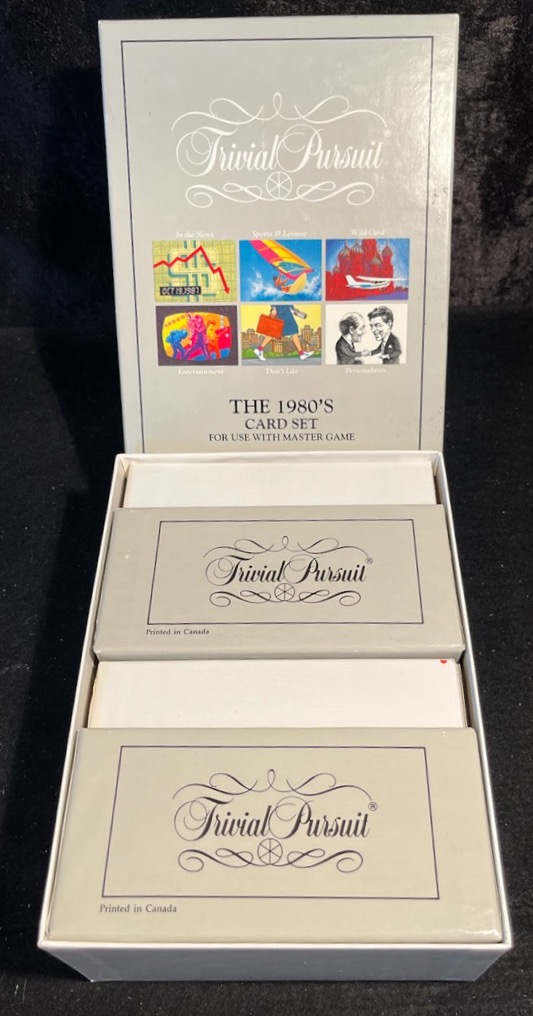 Trivial Pursuit
In the News
Sports & Leisure
Wild Card
OCT 19, 1987
Entertainment
That's Life
Personalities
THE 1980'S
CARD SET
FOR USE WITH MASTER GAME
Trivial Pursuit®
Printed in Canada
Trivial Pursuit®
Printed in Canada